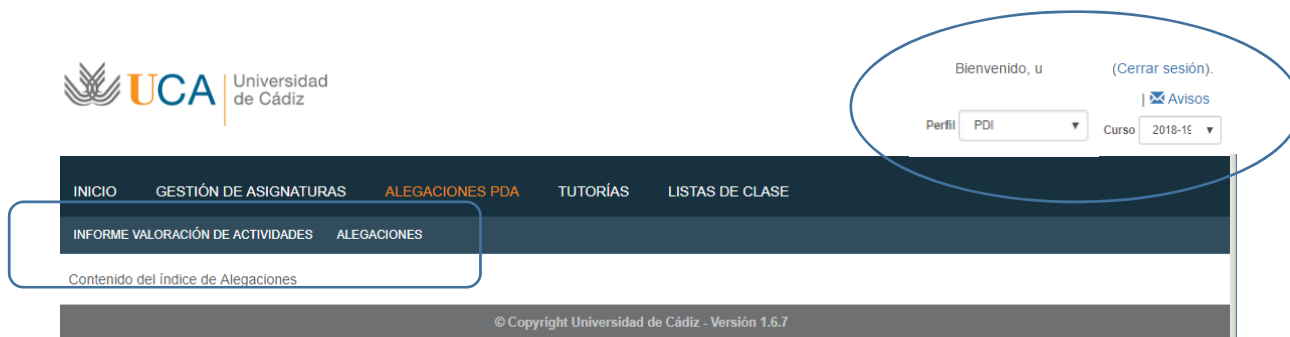 UCA Universidad de Cádiz
Bienvenido, u (Cerrar sesión).
| Avisos
Perfil PDI Curso 2018-19
INICIO GESTIÓN DE ASIGNATURAS ALEGACIONES PDA TUTORÍAS LISTAS DE CLASE
INFORME VALORACIÓN DE ACTIVIDADES ALEGACIONES
Contenido del índice de Alegaciones
© Copyright Universidad de Cádiz - Versión 1.6.7